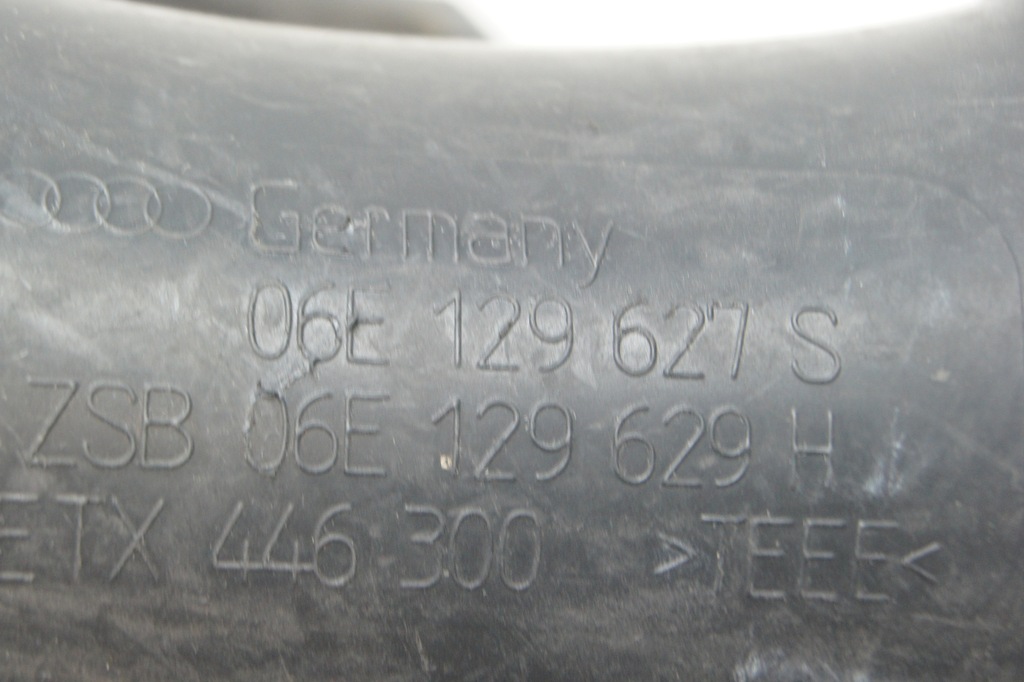 Germany
06E 129 627 S
ZSB 06E 129 629 H
ETX 446 300 >TEEE<